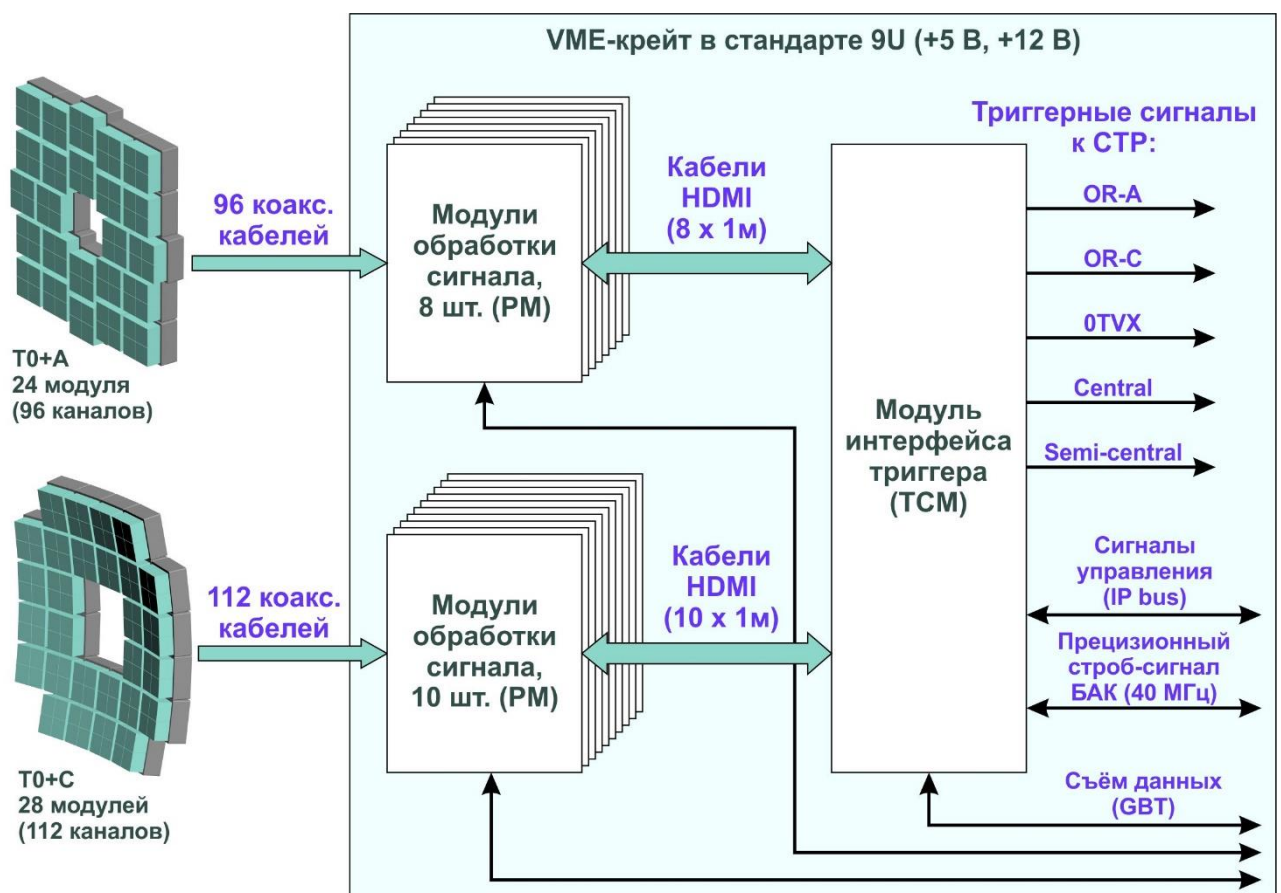 VME-крейт в стандарте 9U (+5 В, +12 В)
T0+A
24 модуля
(96 каналов)
96 коакс.
кабелей
Модули
обработки
сигнала,
8 шт. (PM)
Кабели
HDMI
(8 x 1м)
Триггерные сигналы
к CTP:
OR-A
OR-C
0TVX
Central
Semi-central
Модуль
интерфейса
триггера
(TCM)
T0+C
28 модулей
(112 каналов)
112 коакс.
кабелей
Модули
обработки
сигнала,
10 шт. (PM)
Кабели
HDMI
(10 x 1м)
Сигналы
управления
(IP bus)
Прецизионный
строб-сигнал
БАК (40 МГц)
Съём данных
(GBT)